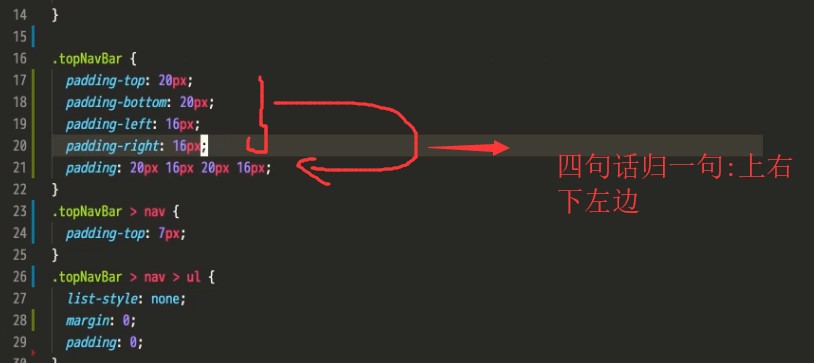 14 }
15
16 .topNavBar {
17 padding-top: 20px;
18 padding-bottom: 20px;
19 padding-left: 16px;
20 padding-right: 16px;
21 padding: 20px 16px 20px 16px;
22 }
23 .topNavBar > nav {
24 padding-top: 7px;
25 }
26 .topNavBar > nav > ul {
27 list-style: none;
28 margin: 0;
29 padding: 0;
四句话归一句:上右
下左边